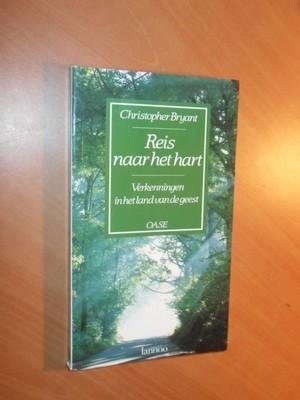 Christopher Bryant
Reis
naar het hart
Verkenningen
in het land van de geest
OASE
Lannoo